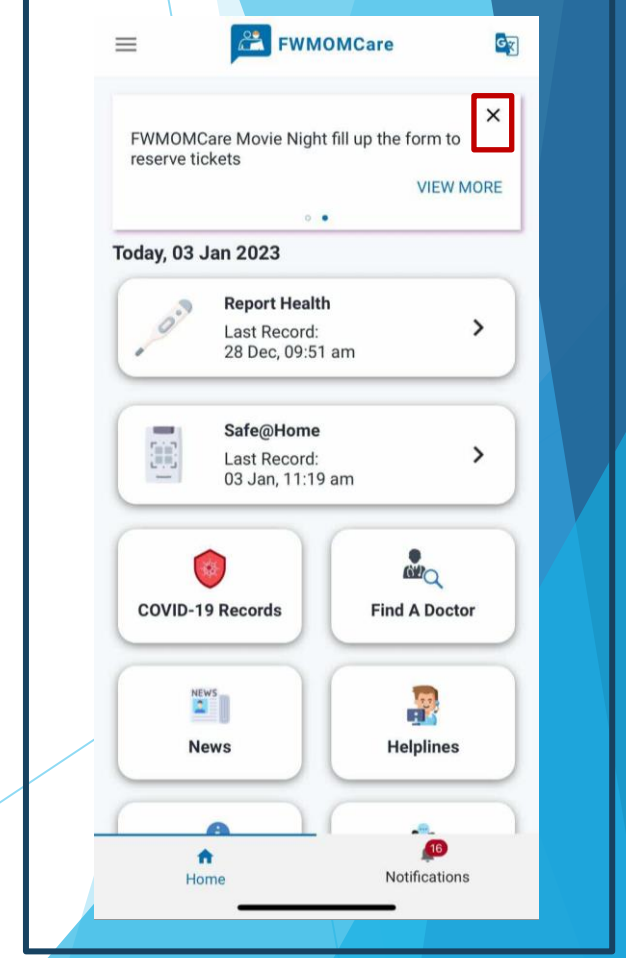 FWMOMCare
FWMOMCare Movie Night fill up the form to
reserve tickets
VIEW MORE
Today, 03 Jan 2023
Report Health
Last Record:
28 Dec, 09:51 am
Safe@Home
Last Record:
03 Jan, 11:19 am
COVID-19 Records
Find A Doctor
NEWS
News
Helplines
16
Home
Notifications